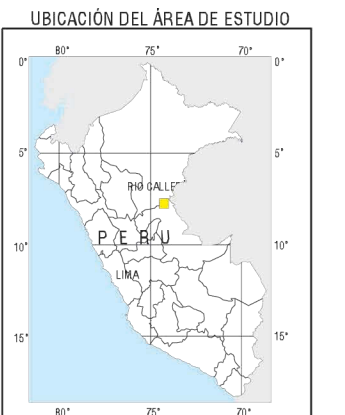 UBICACIÓN DEL ÁREA DE ESTUDIO
80° 75° 70°
0° 0°
5° 5°
RIO CALLE
P E R U
10° 10°
LIMA
15° 15°
80° 75° 70°